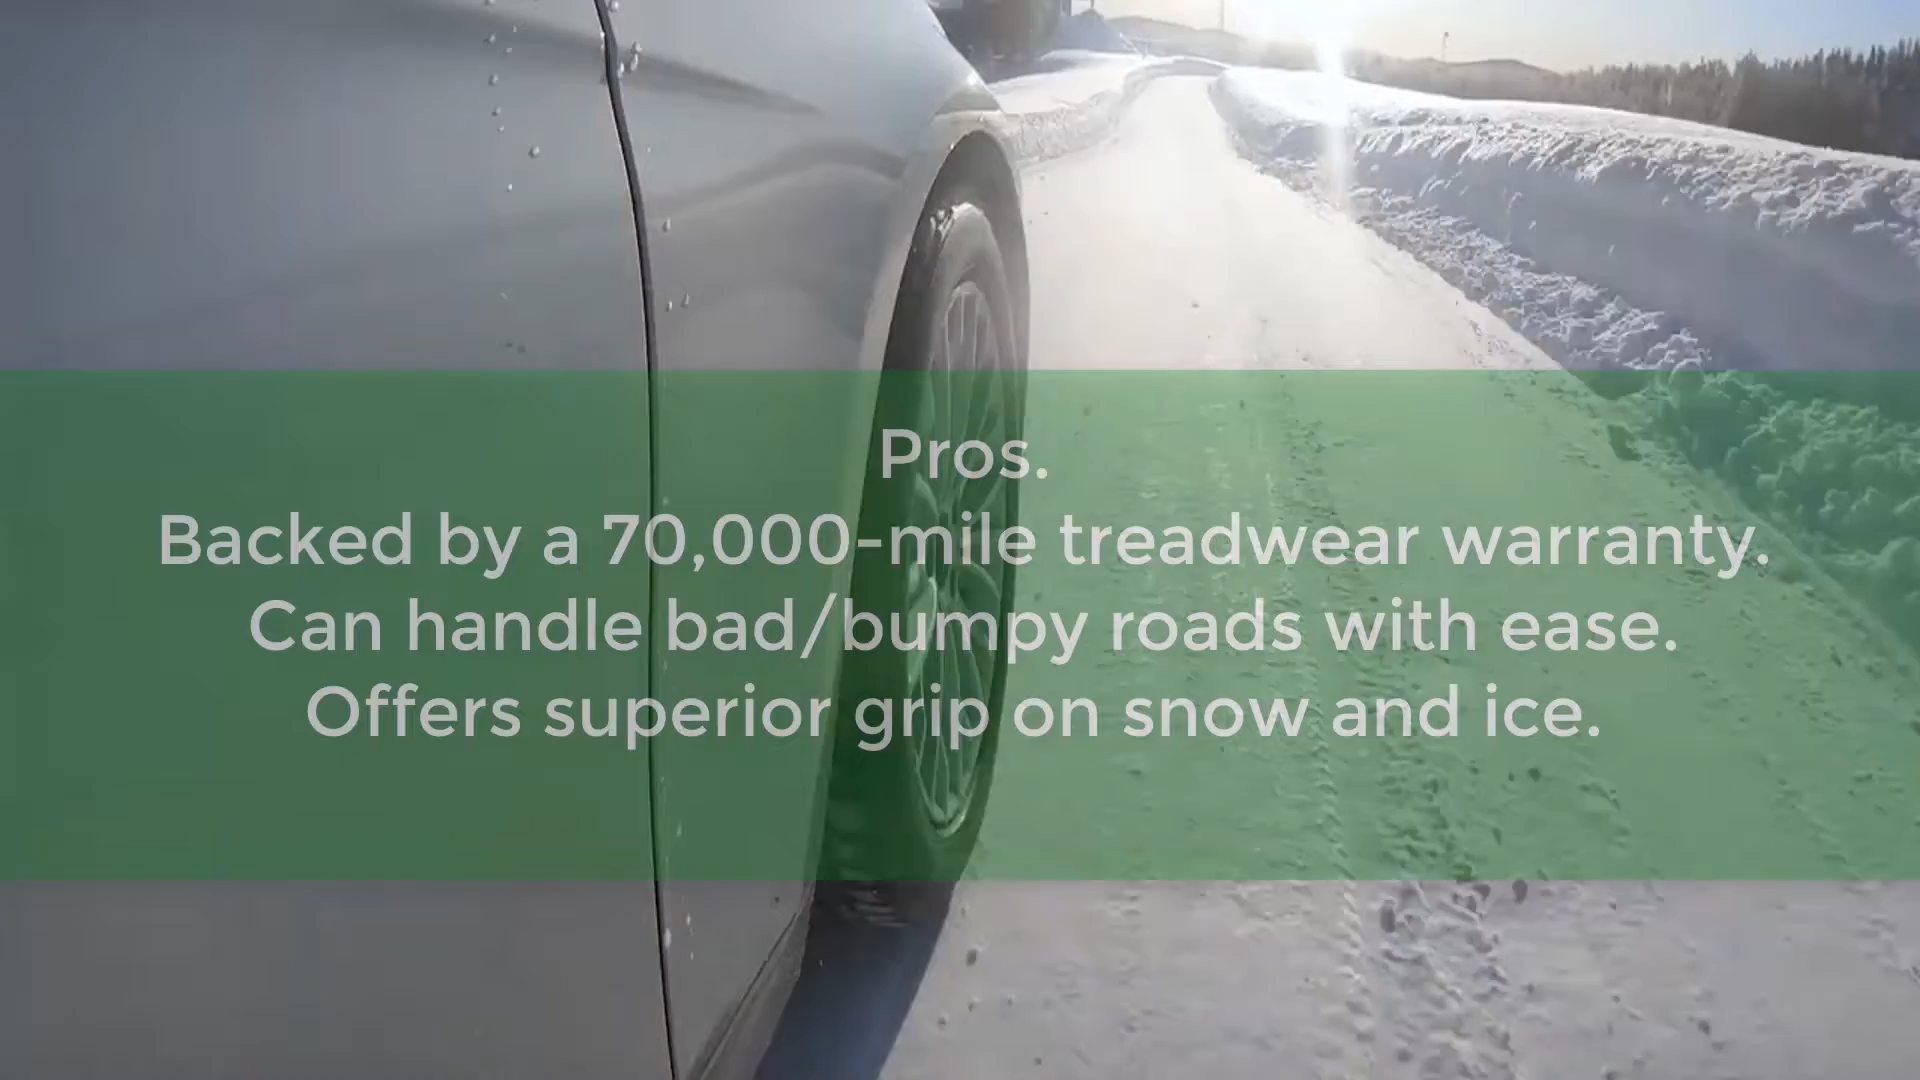 Pros.
Backed by a 70,000-mile treadwear warranty.
Can handle bad/bumpy roads with ease.
Offers superior grip on snow and ice.